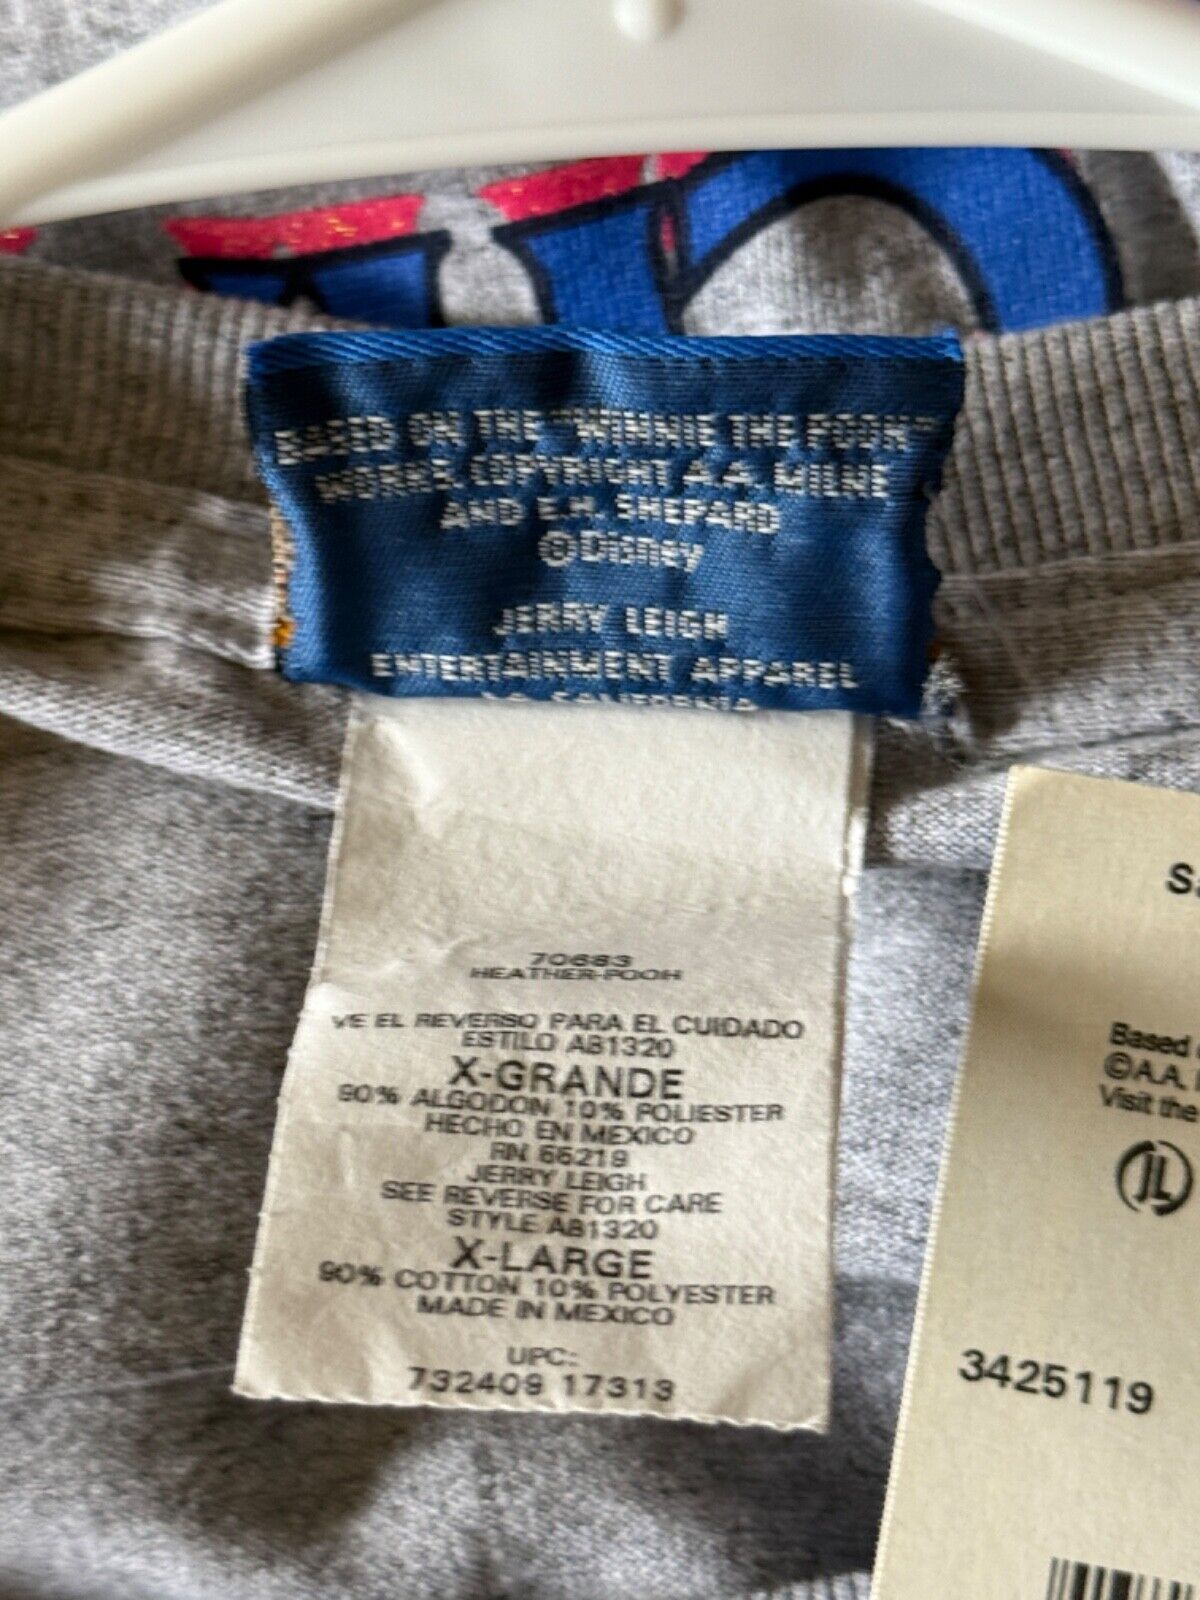 BASED ON THE "WINNIE THE POOH"
WORKS, COPYRIGHT A.A. MILNE
AND E.H. SHEPARD
©Disney
JERRY LEIGH
ENTERTAINMENT APPAREL
CALIFORNIA
70683
HEATHER-POOH
VE EL REVERSO PARA EL CUIDADO
ESTILO AB1320
X-GRANDE
90% ALGODON 10% POLIESTER
HECHO EN MEXICO
RN 66219
JERRY LEIGH
SEE REVERSE FOR CARE
STYLE AB1320
X-LARGE
90% COTTON 10% POLYESTER
MADE IN MEXICO
UPC:
732409 17313
Based
©A.A.
Visit the
JL
3425119